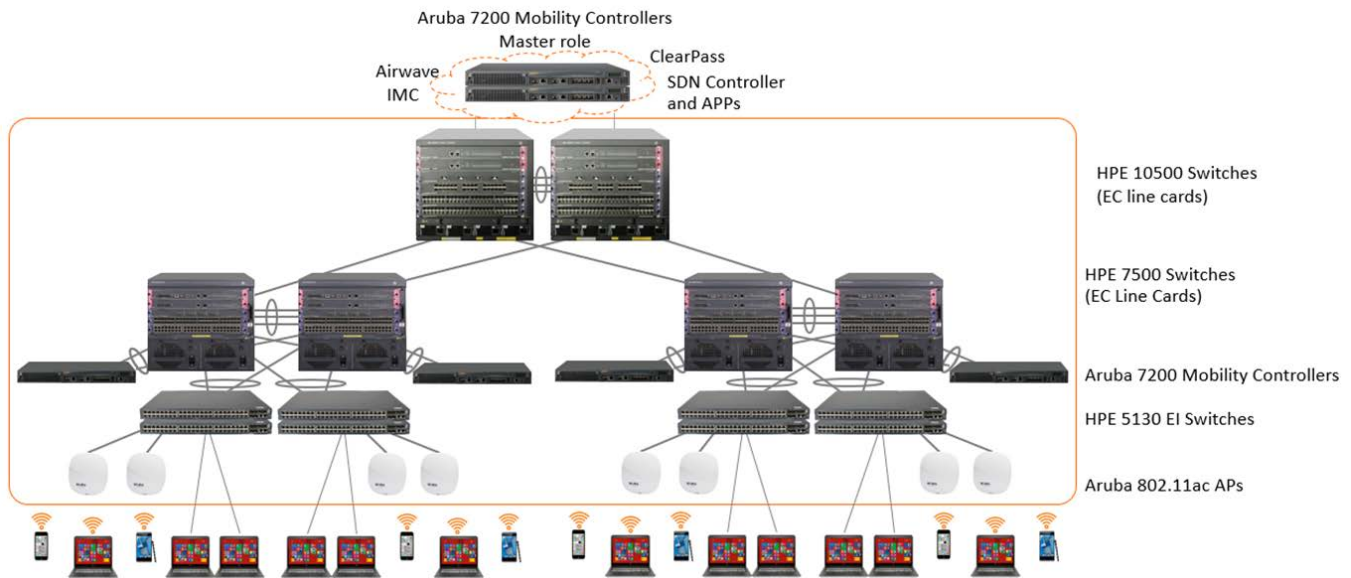 Aruba 7200 Mobility Controllers
Master role
ClearPass
Airwave
IMC
SDN Controller
and APPs
HPE 10500 Switches
(EC line cards)
HPE 7500 Switches
(EC Line Cards)
Aruba 7200 Mobility Controllers
HPE 5130 EI Switches
Aruba 802.11ac APs